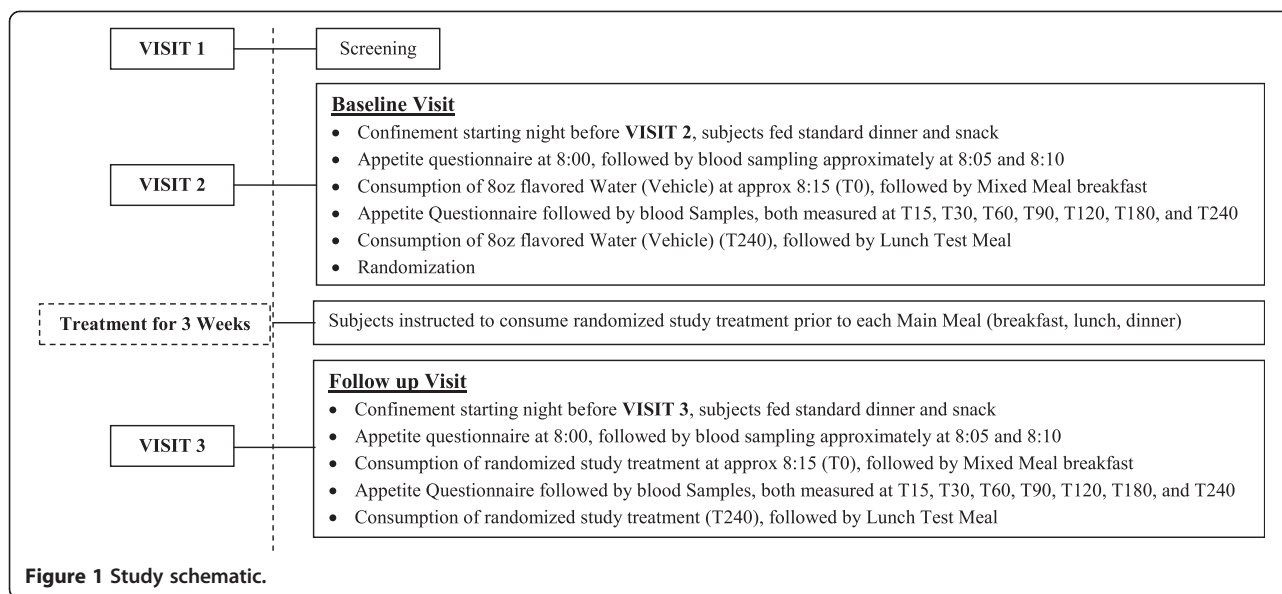 VISIT 1
Screening
VISIT 2
Baseline Visit
• Confinement starting night before VISIT 2, subjects fed standard dinner and snack
• Appetite questionnaire at 8:00, followed by blood sampling approximately at 8:05 and 8:10
• Consumption of 8oz flavored Water (Vehicle) at approx 8:15 (T0), followed by Mixed Meal breakfast
• Appetite Questionnaire followed by blood Samples, both measured at T15, T30, T60, T90, T120, T180, and T240
• Consumption of 8oz flavored Water (Vehicle) (T240), followed by Lunch Test Meal
• Randomization
Treatment for 3 Weeks
Subjects instructed to consume randomized study treatment prior to each Main Meal (breakfast, lunch, dinner)
VISIT 3
Follow up Visit
• Confinement starting night before VISIT 3, subjects fed standard dinner and snack
• Appetite questionnaire at 8:00, followed by blood sampling approximately at 8:05 and 8:10
• Consumption of randomized study treatment at approx 8:15 (T0), followed by Mixed Meal breakfast
• Appetite Questionnaire followed by blood Samples, both measured at T15, T30, T60, T90, T120, T180, and T240
• Consumption of randomized study treatment (T240), followed by Lunch Test Meal
Figure 1 Study schematic.